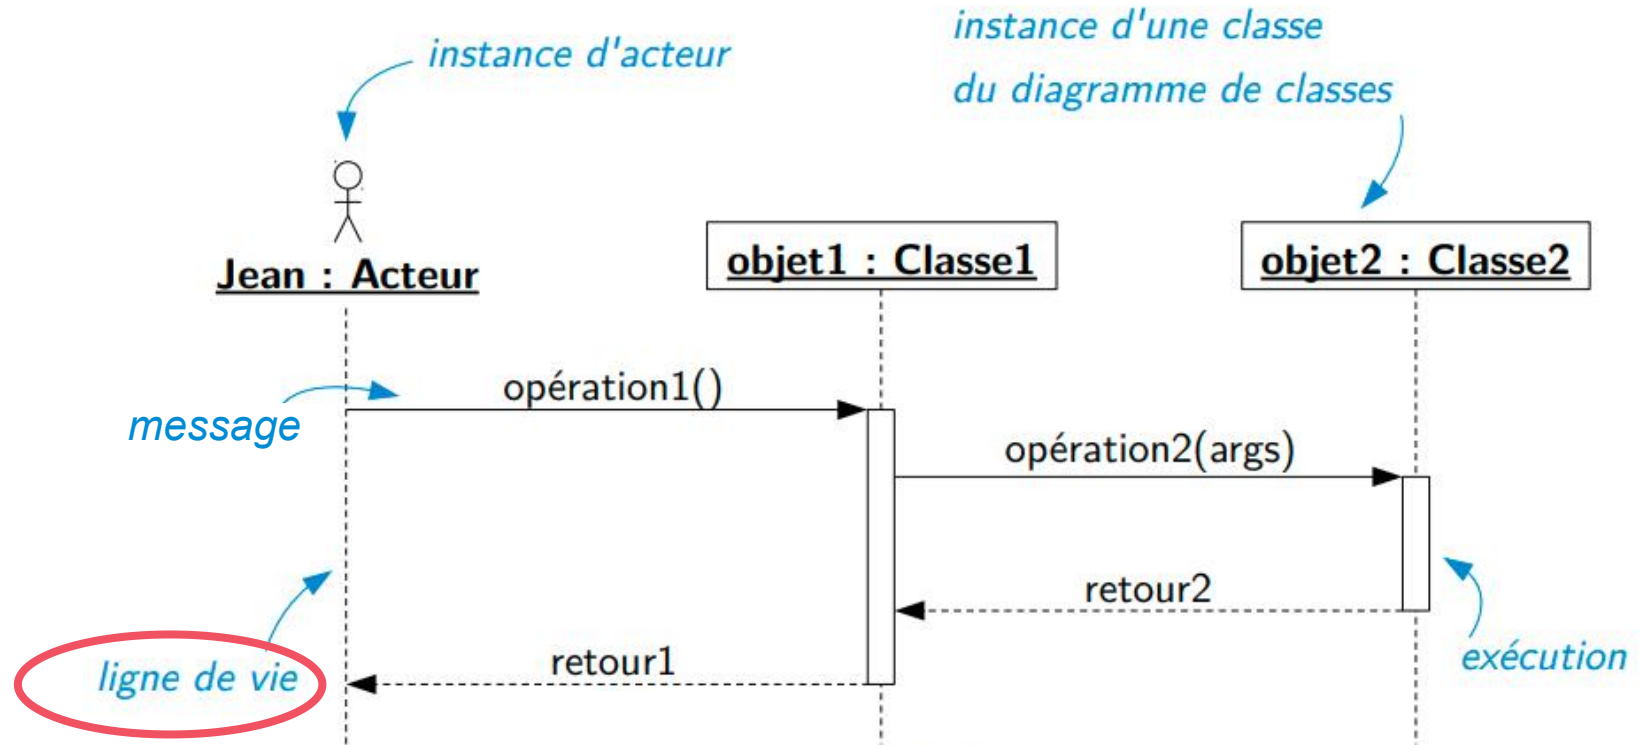 instance d'acteur
instance d'une classe
du diagramme de classes
Jean : Acteur
objet1 : Classe1
objet2 : Classe2
message
opération1()
opération2(args)
retour2
retour1
ligne de vie
exécution